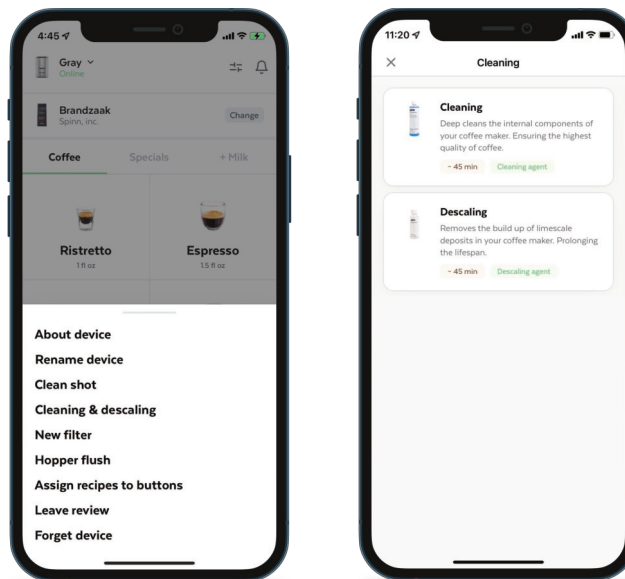 4:45
Gray
Online
Brandzaak
Spinn, inc.
Change
Coffee
Specials
+ Milk
Ristretto
1 fl oz
Espresso
1.5 fl oz
About device
Rename device
Clean shot
Cleaning & descaling
New filter
Hopper flush
Assign recipes to buttons
Leave review
Forget device
11:20
Cleaning
Cleaning
Deep cleans the internal components of
your coffee maker. Ensuring the highest
quality of coffee.
~ 45 min
Cleaning agent
Descaling
Removes the build up of limescale
deposits in your coffee maker. Prolonging
the lifespan.
~ 45 min
Descaling agent